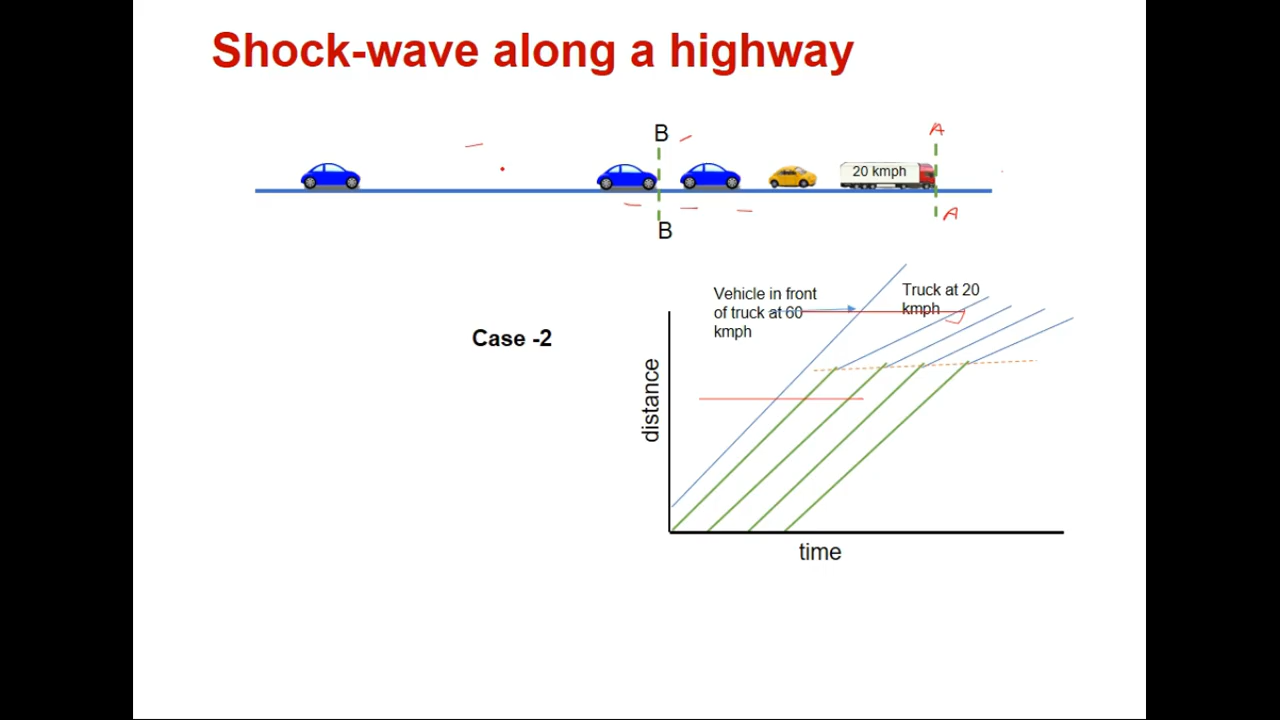 Shock-wave along a highway
A
B
20 kmph
A
B
Vehicle in front
of truck at 60
kmph
Truck at 20
kmph
Case -2
distance
time